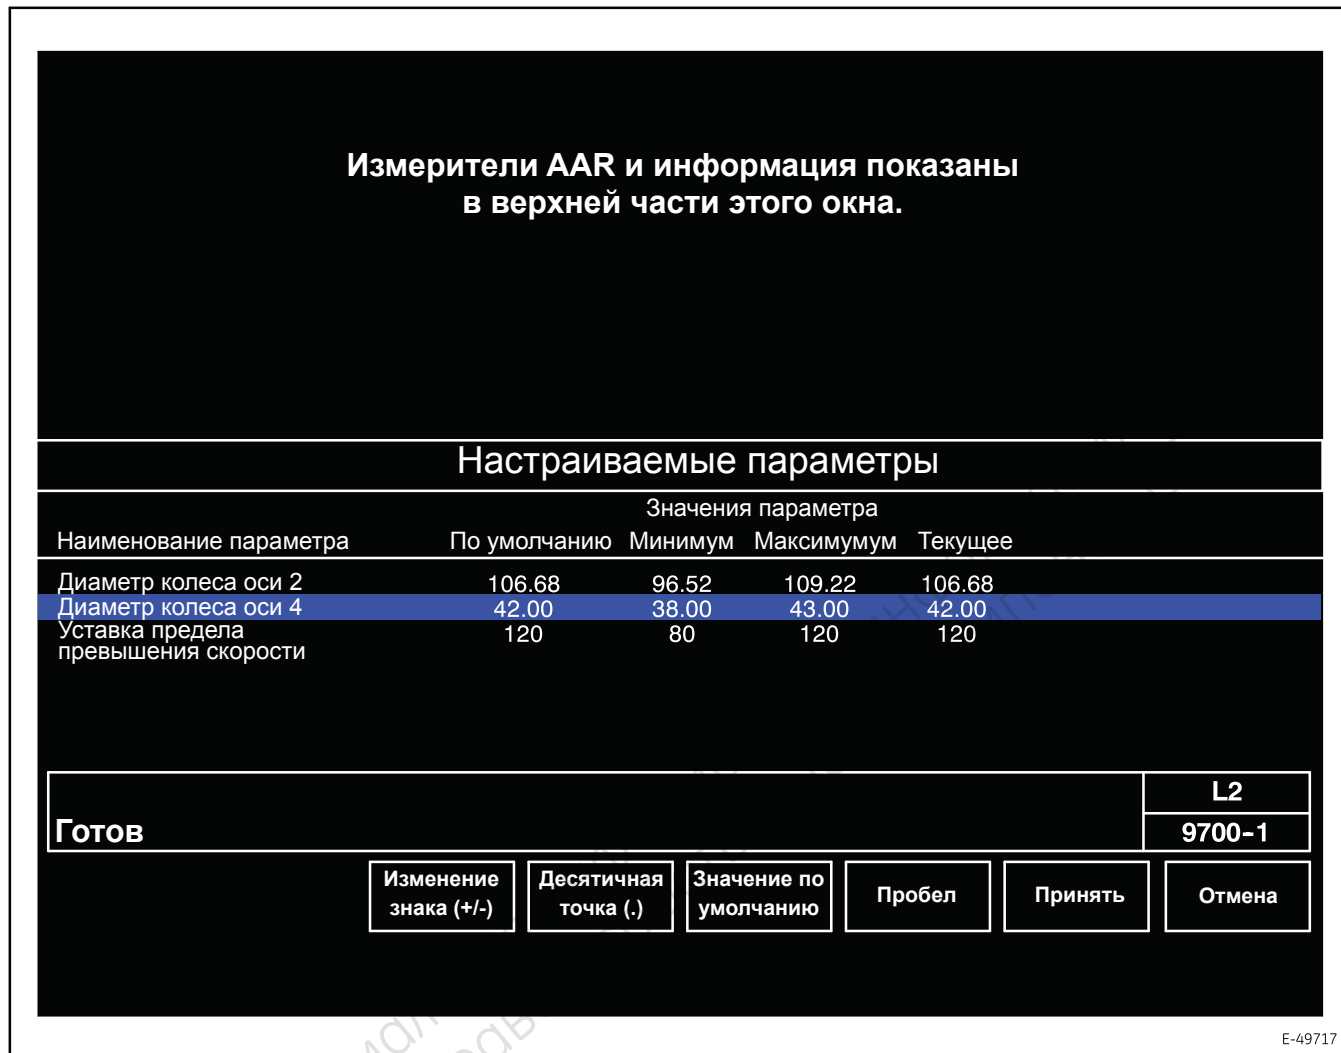 Измерители AAR и информация показаны
в верхней части этого окна.
Настраиваемые параметры
Значения параметра
Наименование параметра По умолчанию Минимум Максимумум Текущее
Диаметр колеса оси 2 106.68 96.52 109.22 106.68
Диаметр колеса оси 4 42.00 38.00 43.00 42.00
Уставка предела 120 80 120 120
превышения скорости
L2
Готов
9700-1
Изменение
знака (+/-)
Десятичная
точка (.)
Значение по
умолчанию
Пробел
Принять
Отмена
E-49717